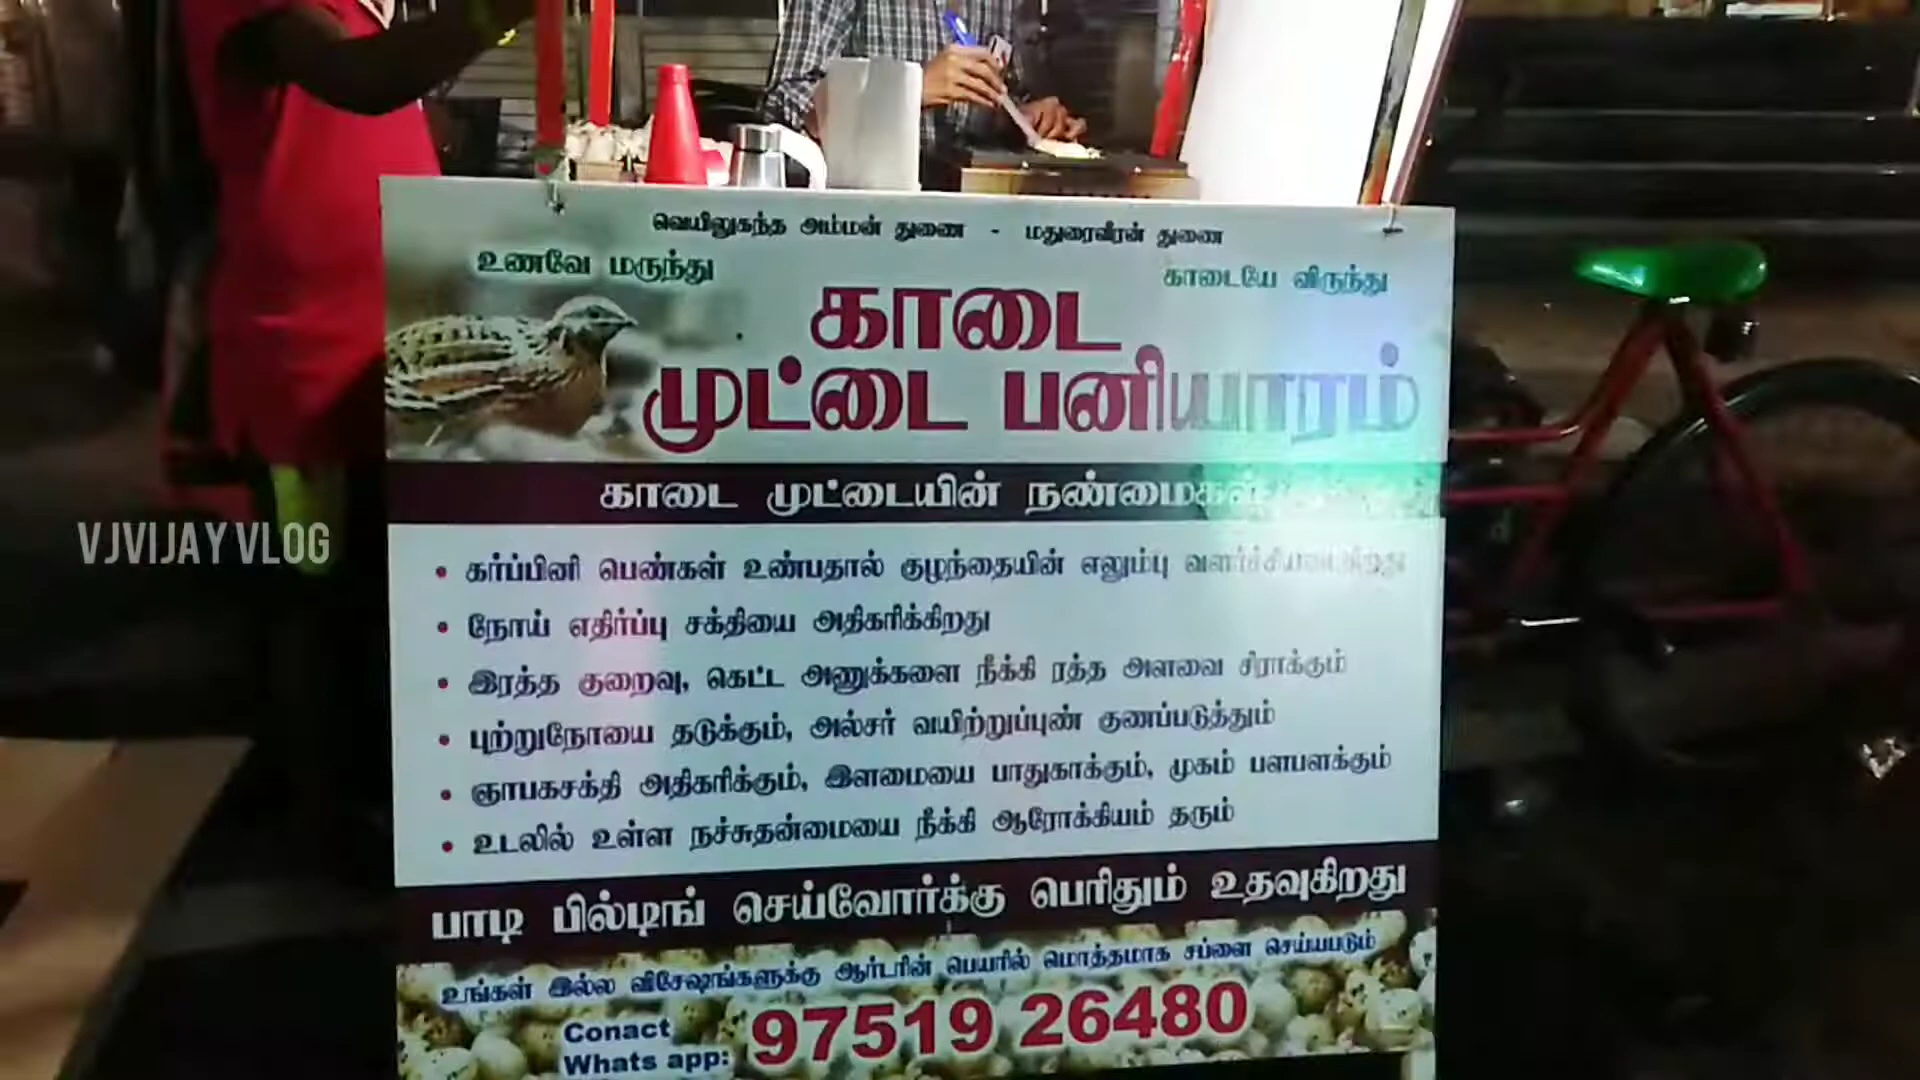 வெயிலுகந்த அம்மன் துணை - மதுரைவீரன் துணை
உணவே மருந்து
காடையே விருந்து
காடை
முட்டை பனியாரம்
காடை முட்டையின் நண்மைகள்
VJVIJAY VLOG
• கர்ப்பினி பெண்கள் உண்பதால் குழந்தையின் எலும்பு
• நோய் எதிர்ப்பு சக்தியை அதிகரிக்கிறது
• இரத்த குறைவு, கெட்ட அணுக்களை நீக்கி ரத்த அளவை சிராக்கும்
• புற்றுநோயை தடுக்கும், அல்சர் வயிற்றுப்புண் குணப்படுத்தும்
• ஞாபகசக்தி அதிகரிக்கும், இளமையை பாதுகாக்கும், முகம் பளபளக்கும்
• உடலில் உள்ள நச்சுதன்மையை நீக்கி ஆரோக்கியம் தரும்
பாடி பில்டிங் செய்வோர்க்கு பெரிதும் உதவுகிறது
உங்கள் இல்ல விசேஷங்களுக்கு ஆர்டரின் பெயரில் மொத்தமாக சப்ளை செய்யபடும்
Conact
Whats app: 97519 26480